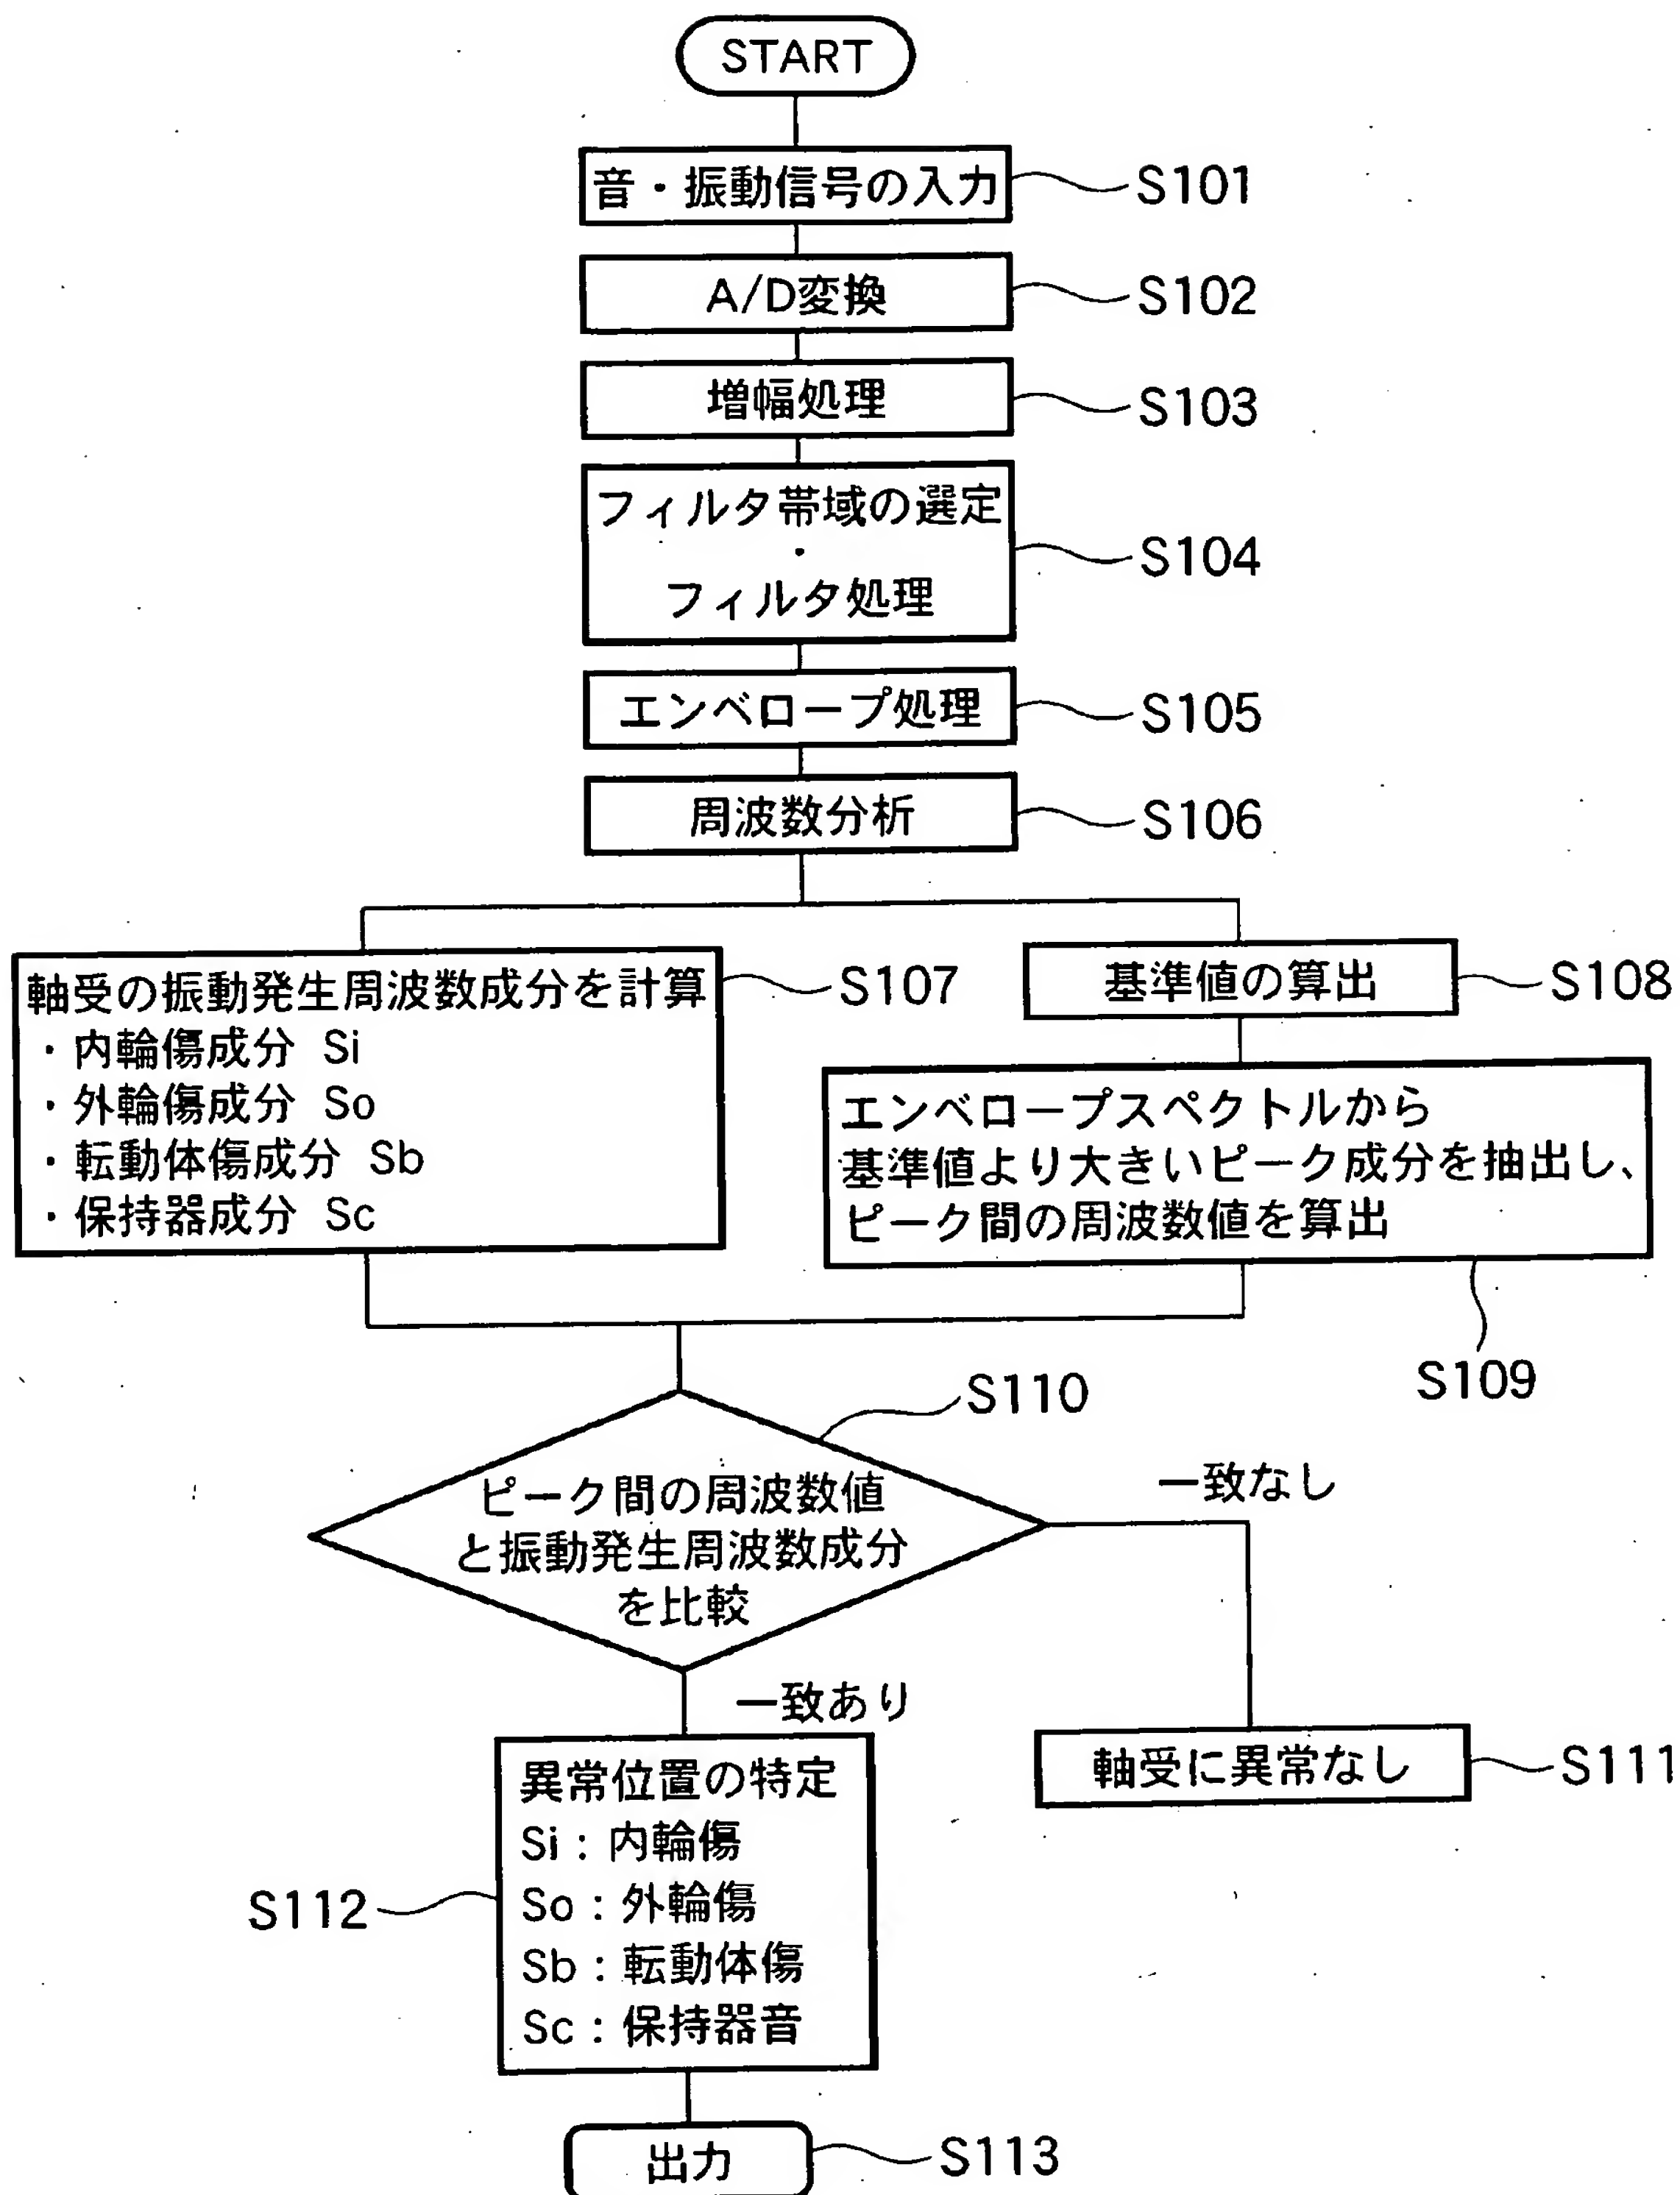 START
音・振動信号の入力
S101
A/D変換
S102
増幅処理
S103
フィルタ帯域の選定
・
フィルタ処理
S104
エンベロープ処理
S105
周波数分析
S106
軸受の振動発生周波数成分を計算
・内輪傷成分 Si
・外輪傷成分 So
・転動体傷成分 Sb
・保持器成分 Sc
S107
基準値の算出
S108
エンベロープスペクトルから
基準値より大きいピーク成分を抽出し、
ピーク間の周波数値を算出
S109
S110
ピーク間の周波数値
と振動発生周波数成分
を比較
一致なし
一致あり
軸受に異常なし
S111
異常位置の特定
Si:内輪傷
So:外輪傷
Sb:転動体傷
Sc:保持器音
S112
出力
S113